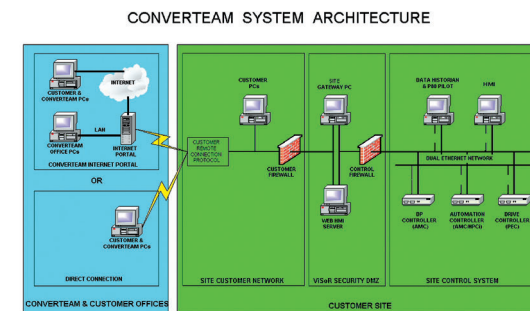 CONVERTEAM SYSTEM ARCHITECTURE
CUSTOMER &
CONVERTEAM PCs
INTERNET
LAN
CONVERTEAM
OFFICE PCs
INTERNET
PORTAL
CONVERTEAM INTERNET PORTAL
OR
CUSTOMER &
CONVERTEAM PCs
DIRECT CONNECTION
CONVERTEAM & CUSTOMER OFFICES
CUSTOMER
PCs
CUSTOMER
REMOTE
CONNECTION
PROTOCOL
CUSTOMER
FIREWALL
SITE CUSTOMER NETWORK
SITE
GATEWAY PC
WEB HMI
SERVER
CONTROL
FIREWALL
ViSoR SECURITY DMZ
DATA HISTORIAN
& P80 PILOT
HMI
DUAL ETHERNET NETWORK
DP
CONTROLLER
(AMC)
AUTOMATION
CONTROLLER
(AMC/MPCi)
DRIVE
CONTROLLER
(PEC)
SITE CONTROL SYSTEM
CUSTOMER SITE